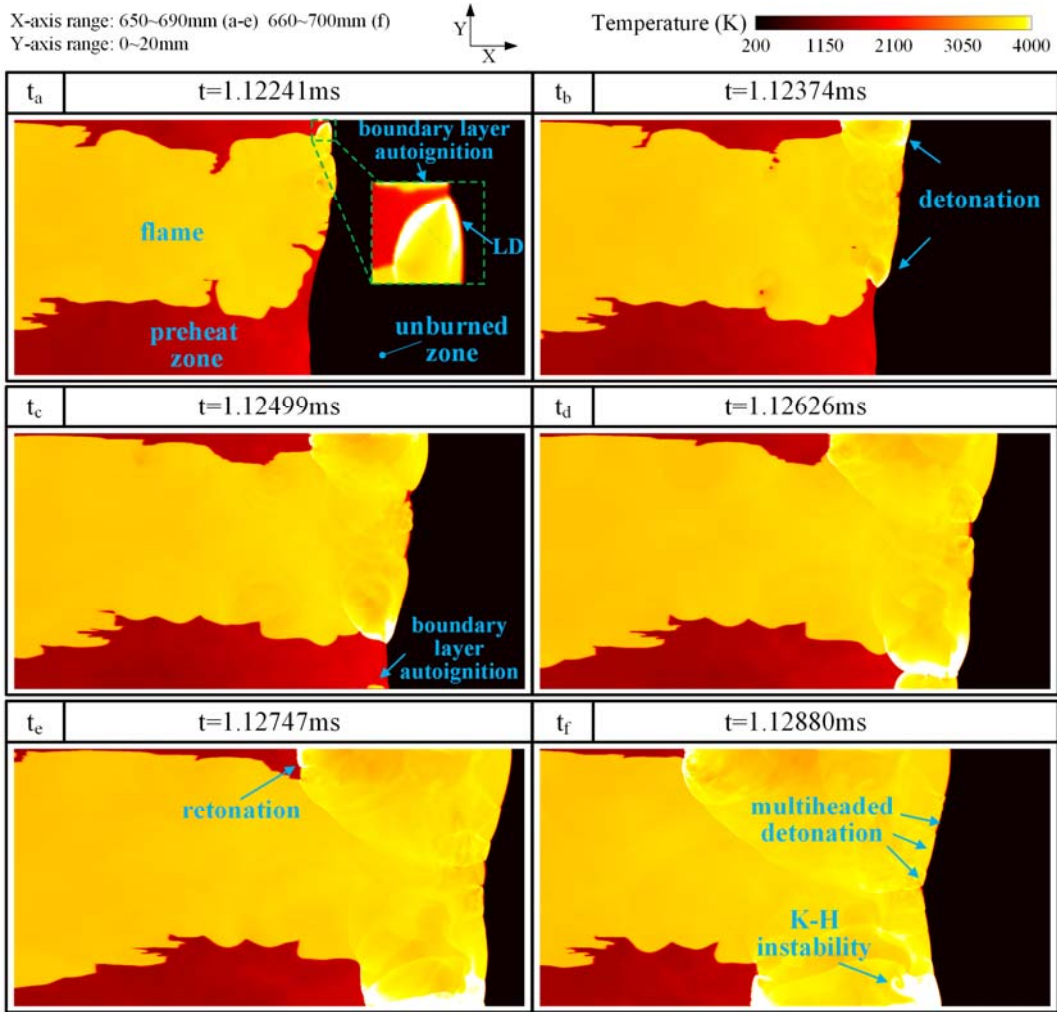 X-axis range: 650~690mm (a-e) 660~700mm (f)
Y-axis range: 0~20mm
Y
X
Temperature (K)
200 1150 2100 3050 4000
ta t=1.12241ms
boundary layer
autoignition
flame
LD
preheat
zone
unburned
zone
tb t=1.12374ms
detonation
tc t=1.12499ms
boundary
layer
autoignition
td t=1.12626ms
te t=1.12747ms
retonation
tf t=1.12880ms
multiheaded
detonation
K-H
instability